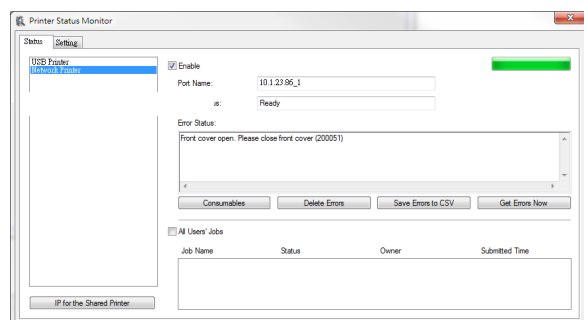 Printer Status Monitor
Status Setting
USB Printer
Network Printer
Enable
Port Name: 10.1.23.86_1
us: Ready
Error Status:
Front cover open. Please close front cover (200051)
Consumables Delete Errors Save Errors to CSV Get Errors Now
All Users' Jobs
Job Name Status Owner Submitted Time
IP for the Shared Printer